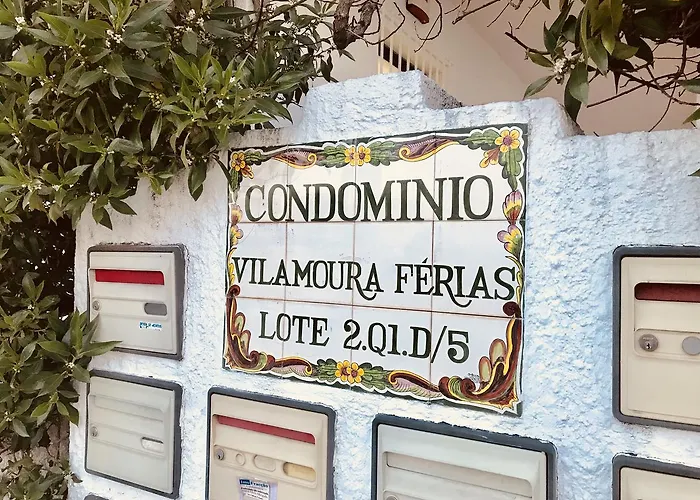 CONDOMINIO
VILAMOURA FÉRIAS
LOTE 2.Q1.D/5